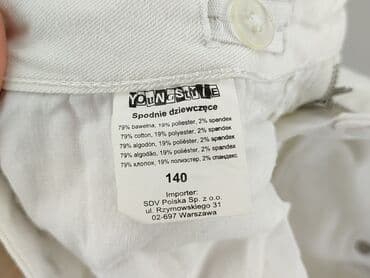 YOUNGSTYLE
Spodnie dziewczęce
79% bawełna, 19% poliester, 2% spandex
79% cotton, 19% polyester, 2% spandex
79% algodón, 19% poliéster, 2% spandex
79% algodão, 19% poliéster, 2% spandex
79% хлопок, 19% полиэстер, 2% спандекс
140
Importer:
SDV Polska Sp. z o.o.
ul. Rzymowskiego 31
02-697 Warszawa